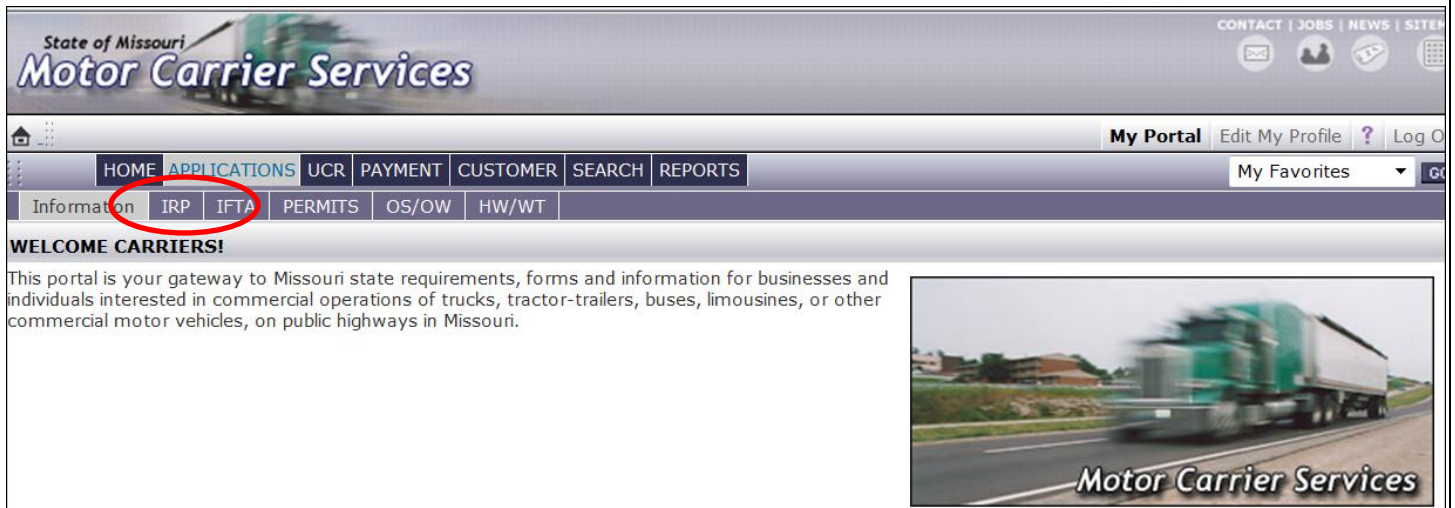 CONTACT | JOBS | NEWS |
State of Missouri
Motor Carrier Services
My Portal Edit My Profile ? Log
HOME APPLICATIONS UCR PAYMENT CUSTOMER SEARCH REPORTS
My Favorites
Information IRP IFTA PERMITS OS/OW HW/WT
WELCOME CARRIERS!
This portal is your gateway to Missouri state requirements, forms and information for businesses and
individuals interested in commercial operations of trucks, tractor-trailers, buses, limousines, or other
commercial motor vehicles, on public highways in Missouri.
Motor Carrier Services